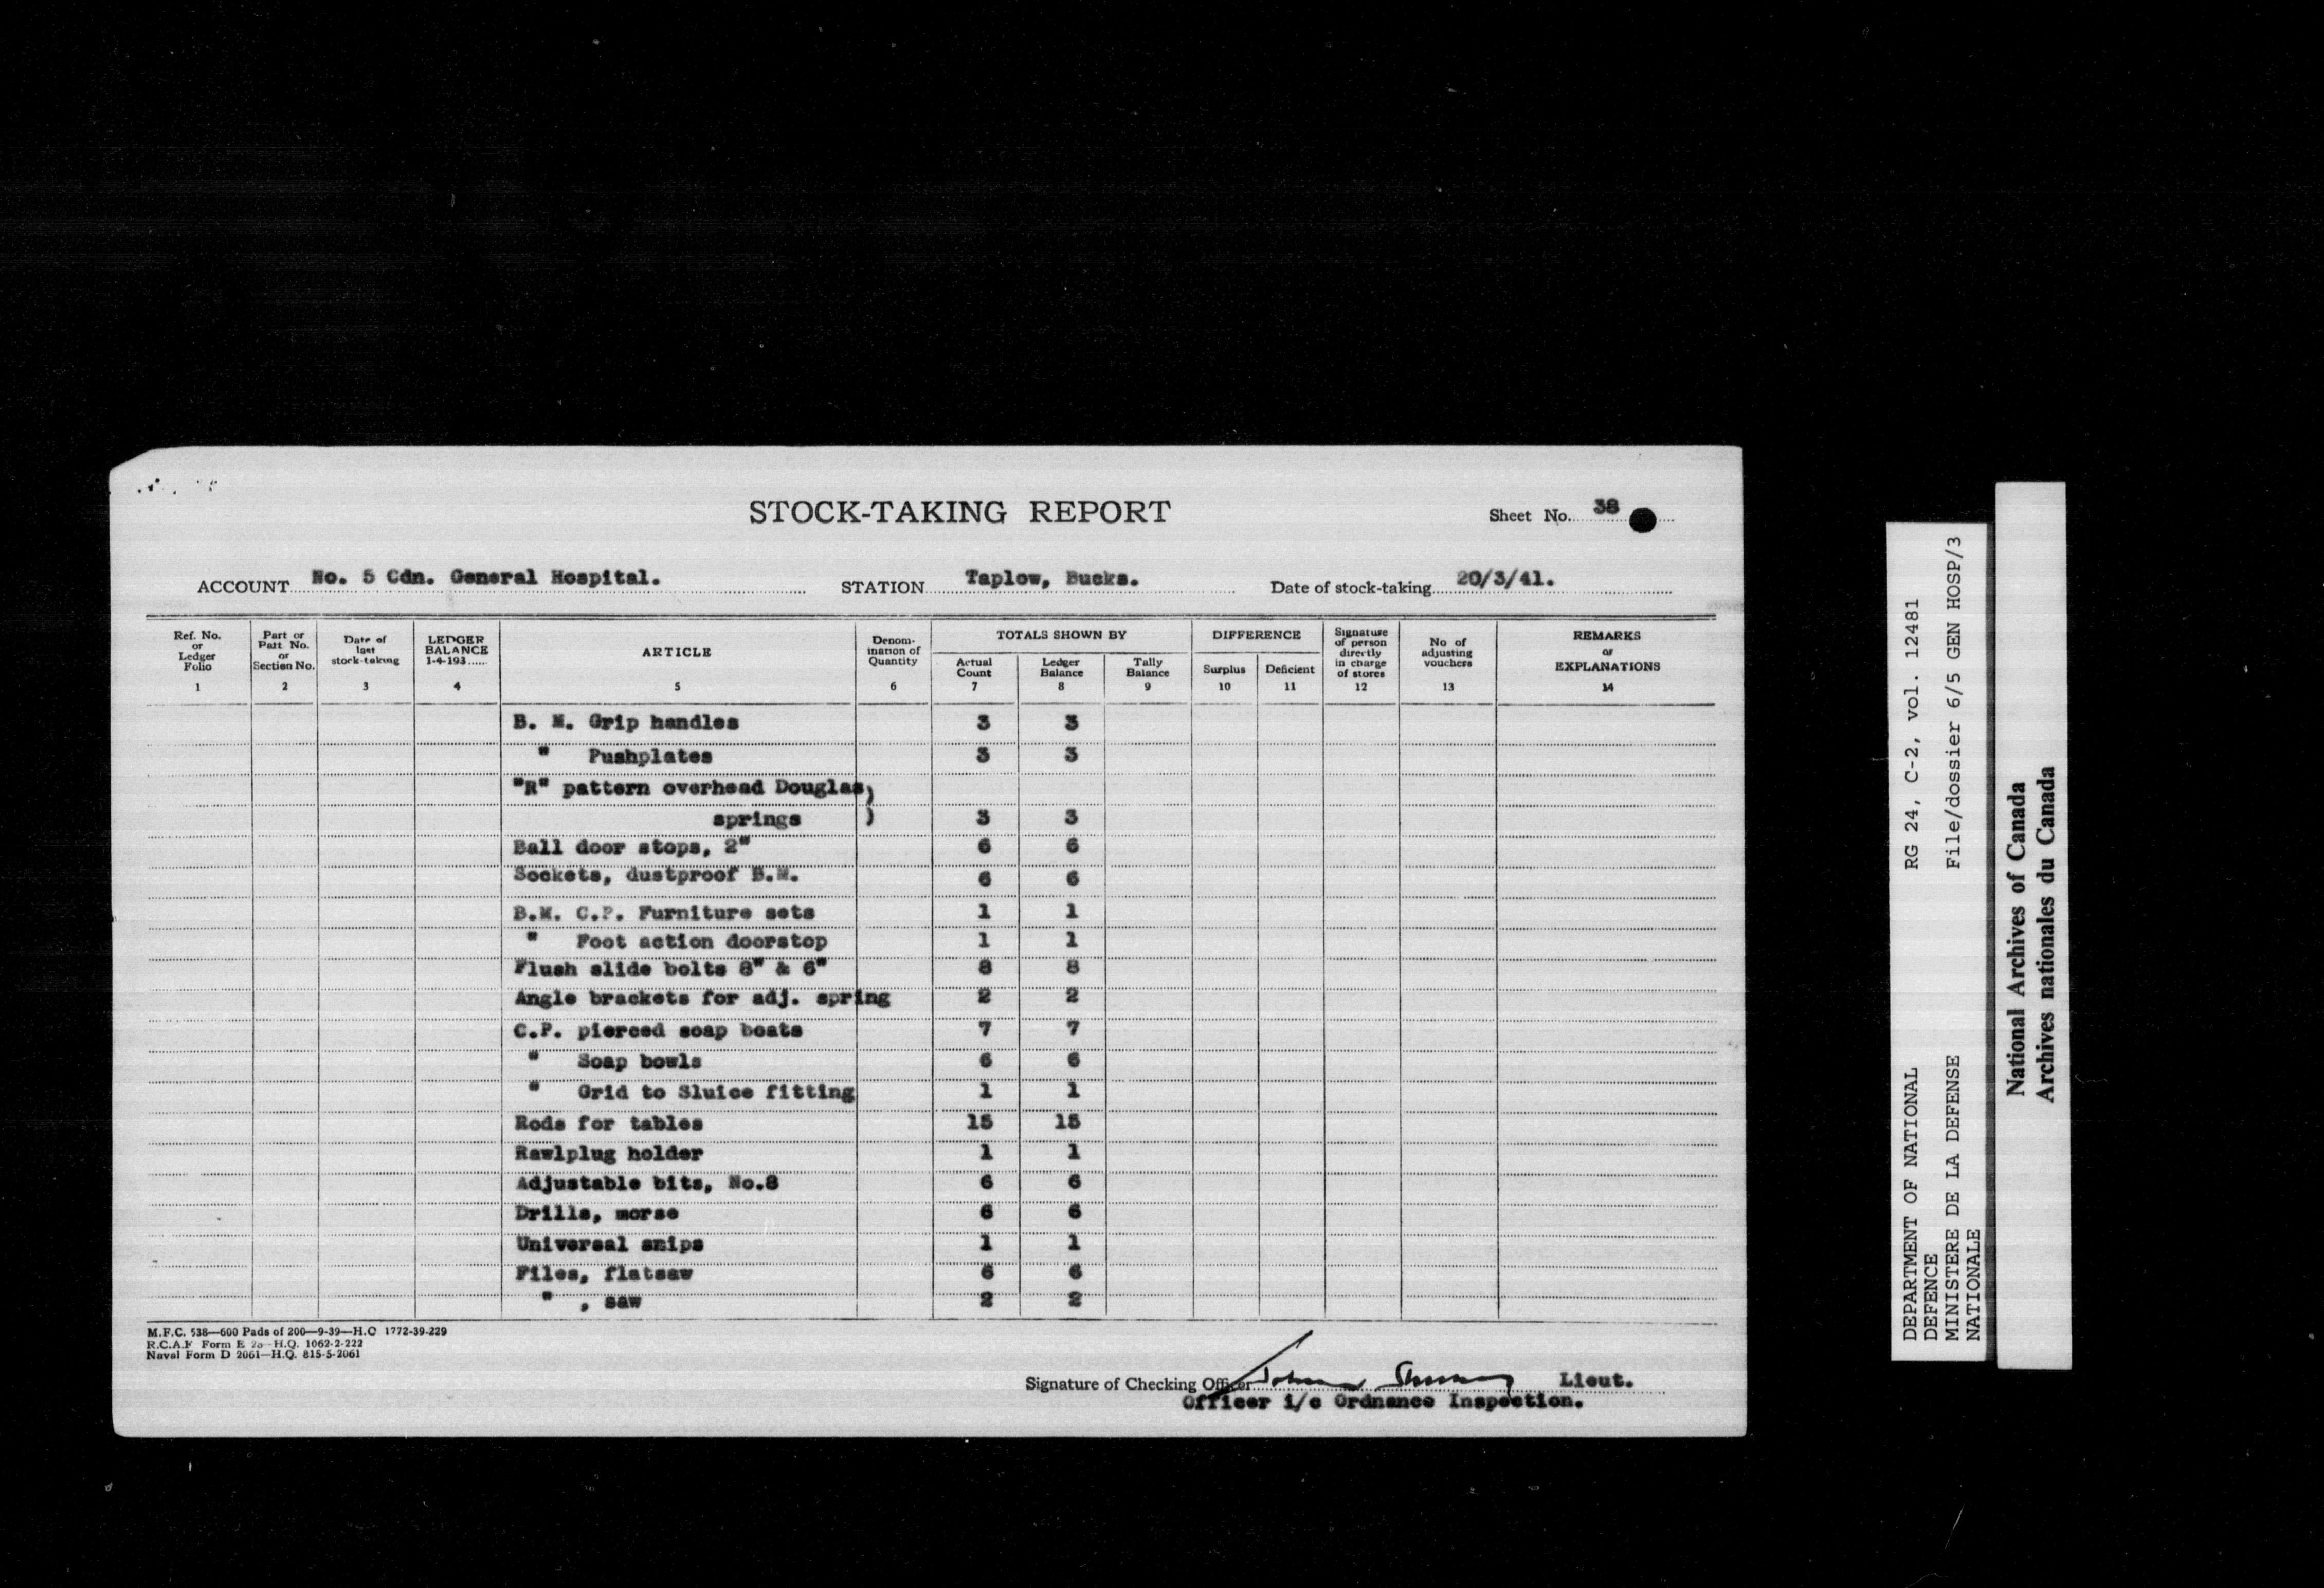 STOCK-TAKING REPORT
Sheet No. 38
ACCOUNT No. 5 Cdn. General Hospital. STATION Taplow, Bucks. Date of stock-taking 20/3/41.
Ref. No. or Ledger Folio 1
Part or Part No. or Section No. 2
Date of last stock-taking 3
LEDGER BALANCE 1-4-193...... 4
ARTICLE 5
Denomination of Quantity 6
TOTALS SHOWN BY
Actual Count 7
Ledger Balance 8
Tally Balance 9
DIFFERENCE
Surplus 10
Deficient 11
Signature of person directly in charge of stores 12
No of adjusting vouchers 13
REMARKS or EXPLANATIONS 14
B. M. Grip handles 3 3
" Pushplates 3 3
"R" pattern overhead Douglas)
springs ) 3 3
Ball door stops, 2" 6 6
Sockets, dustproof B.M. 6 6
B.M. C.P. Furniture sets 1 1
" Foot action doorstop 1 1
Flush slide bolts 8" & 6" 8 8
Angle brackets for adj. spring 2 2
C.P. pierced soap boats 7 7
" Soap bowls 6 6
" Grid to Sluice fitting 1 1
Rods for tables 15 15
Rawlplug holder 1 1
Adjustable bits, No.8 6 6
Drills, morse 6 6
Universal snips 1 1
Files, flatsaw 6 6
" , saw 2 2
M.F.C. 538—600 Pads of 200—9-39—H.Q 1772-39-229
R.C.A.F Form E 26—H.Q. 1062-2-222
Naval Form D 2061—H.Q. 815-5-2061
Signature of Checking Officer Lieut.
Officer i/c Ordnance Inspection.
DEPARTMENT OF NATIONAL RG 24, C-2, vol. 12481
DEFENCE
MINISTERE DE LA DEFENSE File/dossier 6/5 GEN HOSP/3
NATIONALE
National Archives of Canada
Archives nationales du Canada